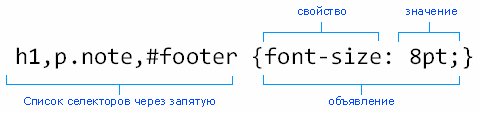 свойство значение
h1,p.note,#footer {font-size: 8pt;}
Список селекторов через запятую объявление